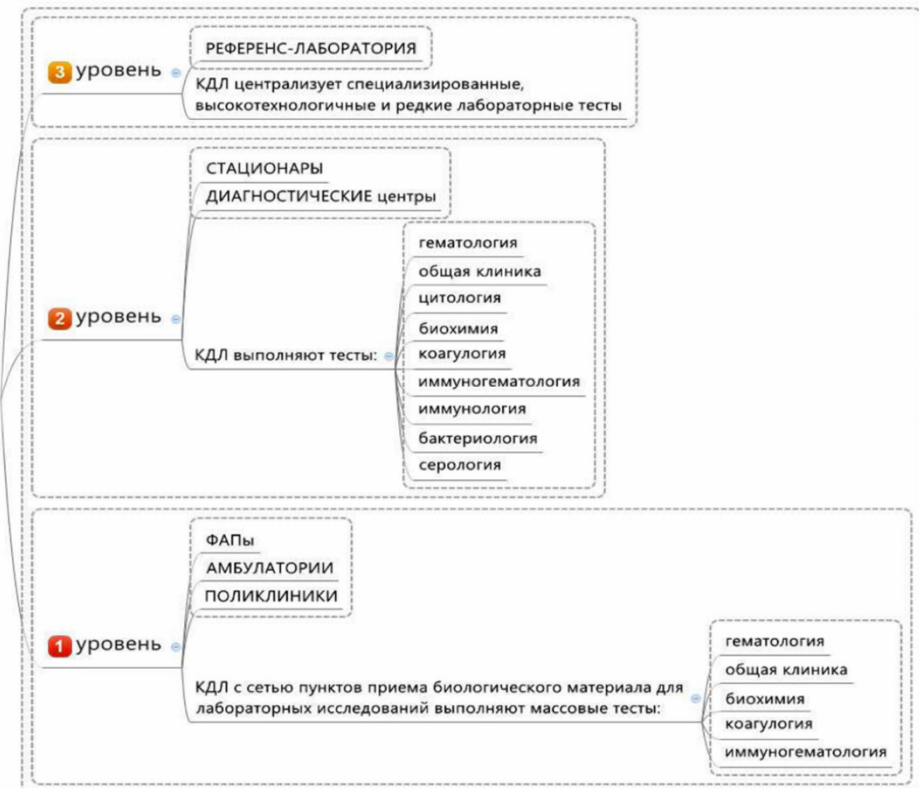 3 уровень
РЕФЕРЕНС-ЛАБОРАТОРИЯ
КДЛ централизует специализированные,
высокотехнологичные и редкие лабораторные тесты
2 уровень
СТАЦИОНАРЫ
ДИАГНОСТИЧЕСКИЕ центры
КДЛ выполняют тесты:
гематология
общая клиника
цитология
биохимия
коагулогия
иммуногематология
иммунология
бактериология
серология
1 уровень
ФАПы
АМБУЛАТОРИИ
ПОЛИКЛИНИКИ
КДЛ с сетью пунктов приема биологического материала для
лабораторных исследований выполняют массовые тесты:
гематология
общая клиника
биохимия
коагулогия
иммуногематология